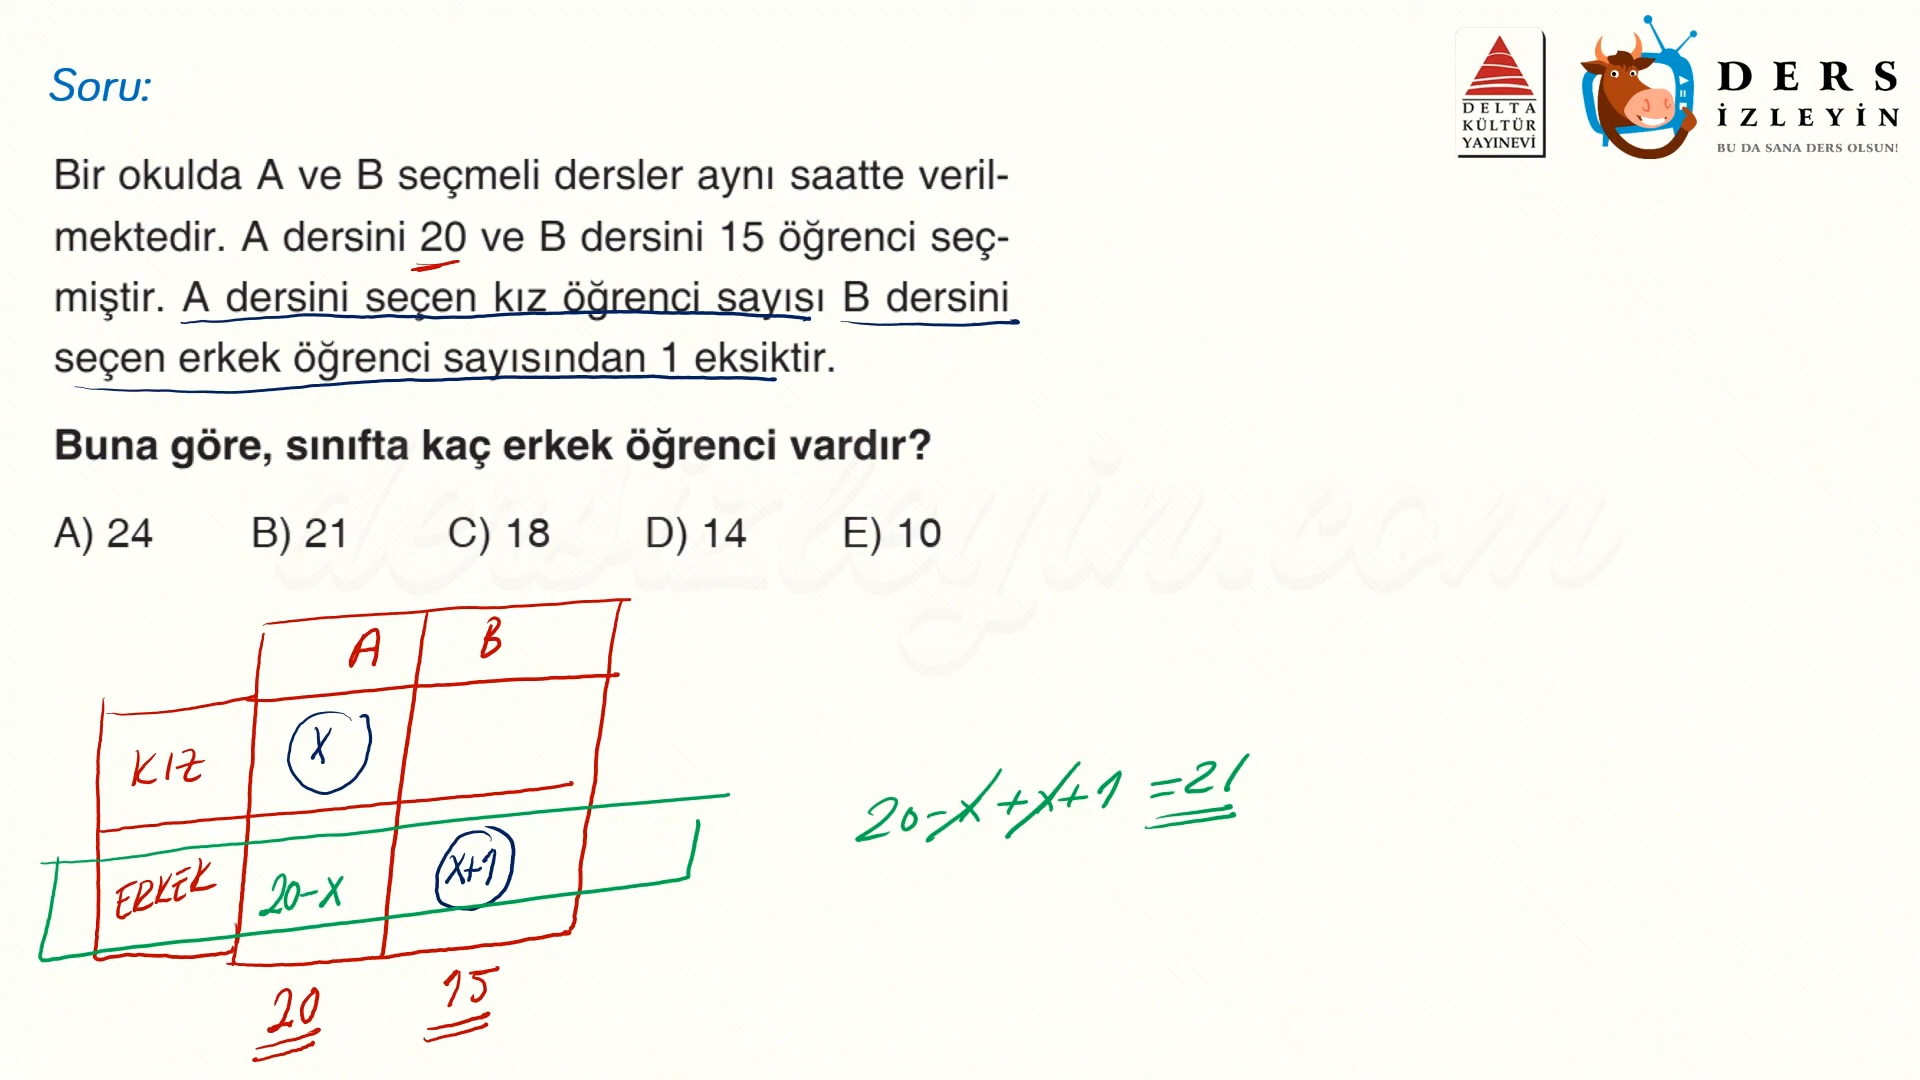 Soru:
DELTA
KÜLTÜR
YAYINEVİ
DERS
İZLEYİN
BU DA SANA DERS OLSUN!
Bir okulda A ve B seçmeli dersler aynı saatte veril-
mektedir. A dersini 20 ve B dersini 15 öğrenci seç-
miştir. A dersini seçen kız öğrenci sayısı B dersini
seçen erkek öğrenci sayısından 1 eksiktir.
Buna göre, sınıfta kaç erkek öğrenci vardır?
A) 24 B) 21 C) 18 D) 14 E) 10
dersizleyin.com
A B
KIZ x
ERKEK 20-x x+1
20 15
20-x+x+1 = 21